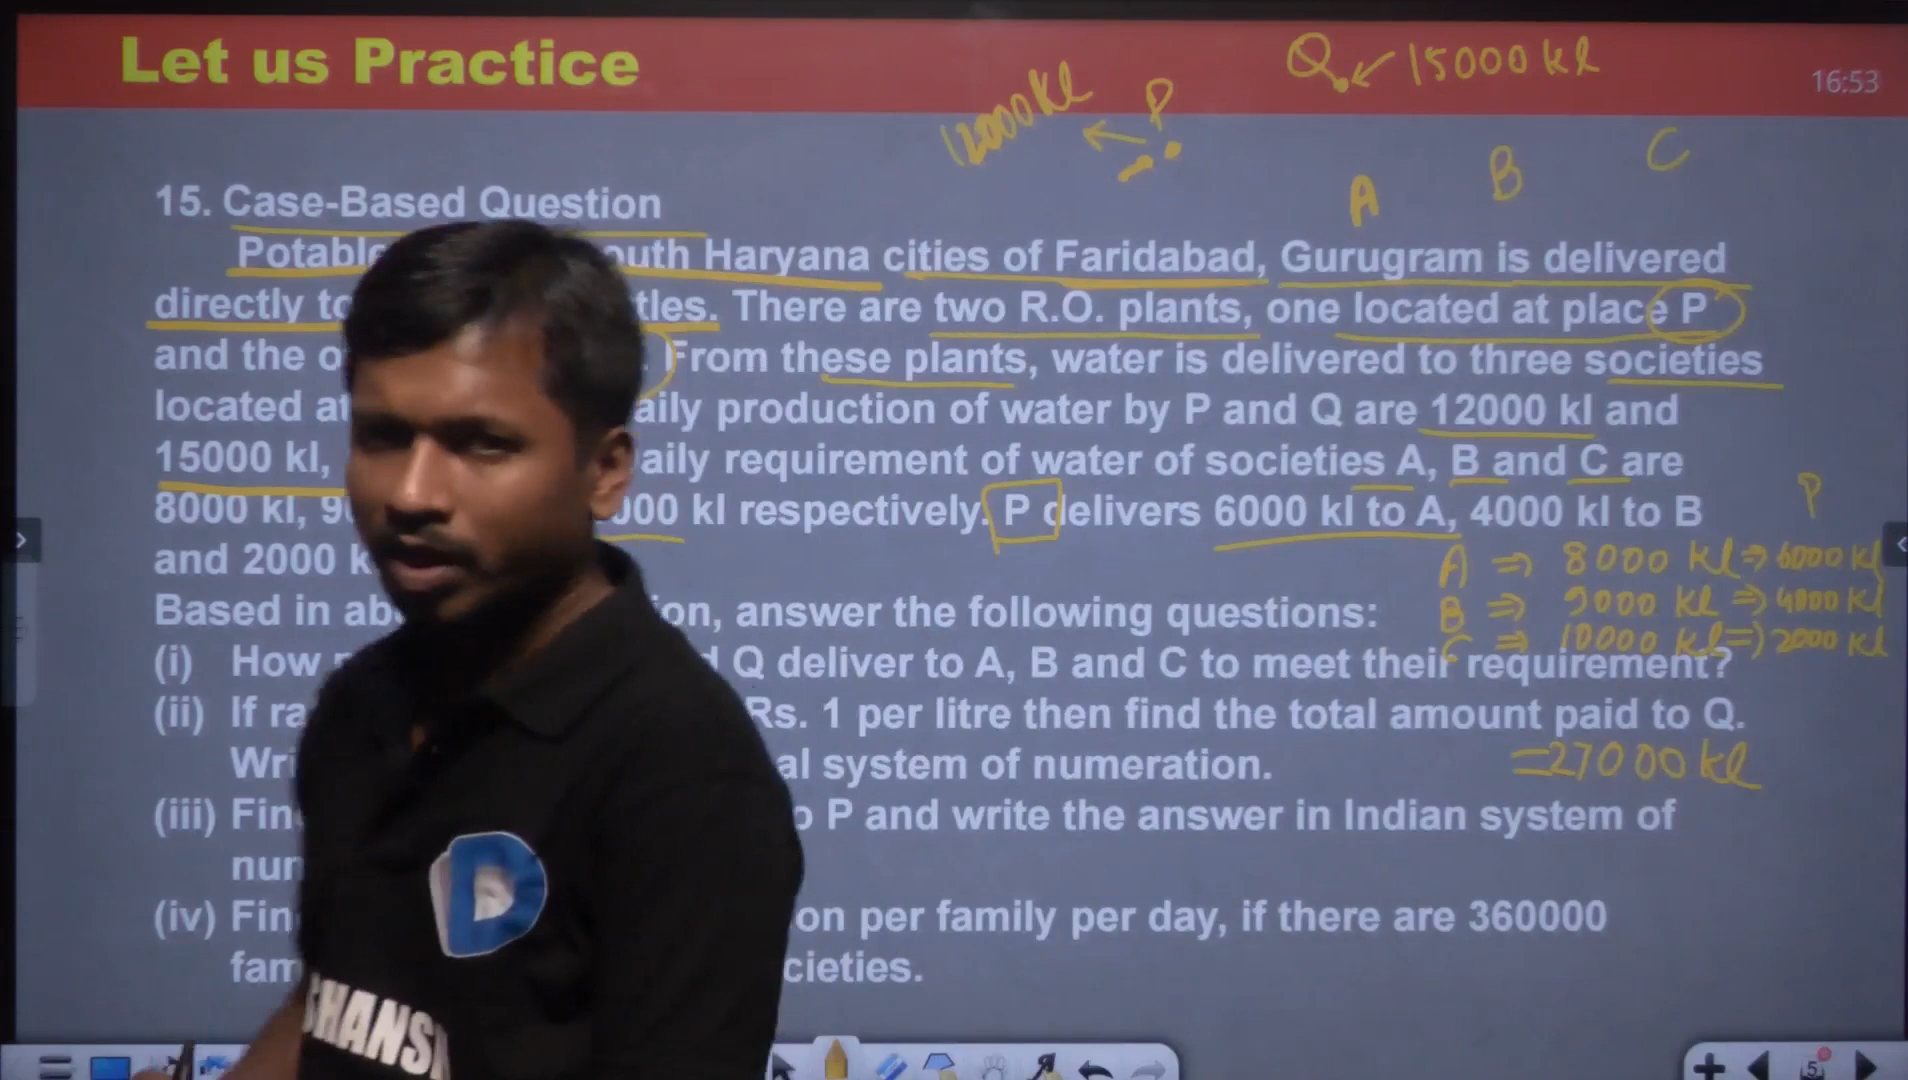 Let us Practice
Q ← 15000 kl
16:53
12000 kl ← P
A B C
15. Case-Based Question
Potable outh Haryana cities of Faridabad, Gurugram is delivered
directly to tles. There are two R.O. plants, one located at place P
and the o From these plants, water is delivered to three societies
located at aily production of water by P and Q are 12000 kl and
15000 kl, aily requirement of water of societies A, B and C are
8000 kl, 9 000 kl respectively. P delivers 6000 kl to A, 4000 kl to B
P
and 2000 k
A ⇒ 8000 kl ⇒ 6000 kl
Based in ab on, answer the following questions:
B ⇒ 9000 kl ⇒ 4000 kl
C ⇒ 10000 kl ⇒ 2000 kl
(i) How Q deliver to A, B and C to meet their requirement?
(ii) If ra Rs. 1 per litre then find the total amount paid to Q.
Wri al system of numeration.
=27000 kl
(iii) Fin o P and write the answer in Indian system of
num
(iv) Fin on per family per day, if there are 360000
fam cieties.
D
SHANS
5